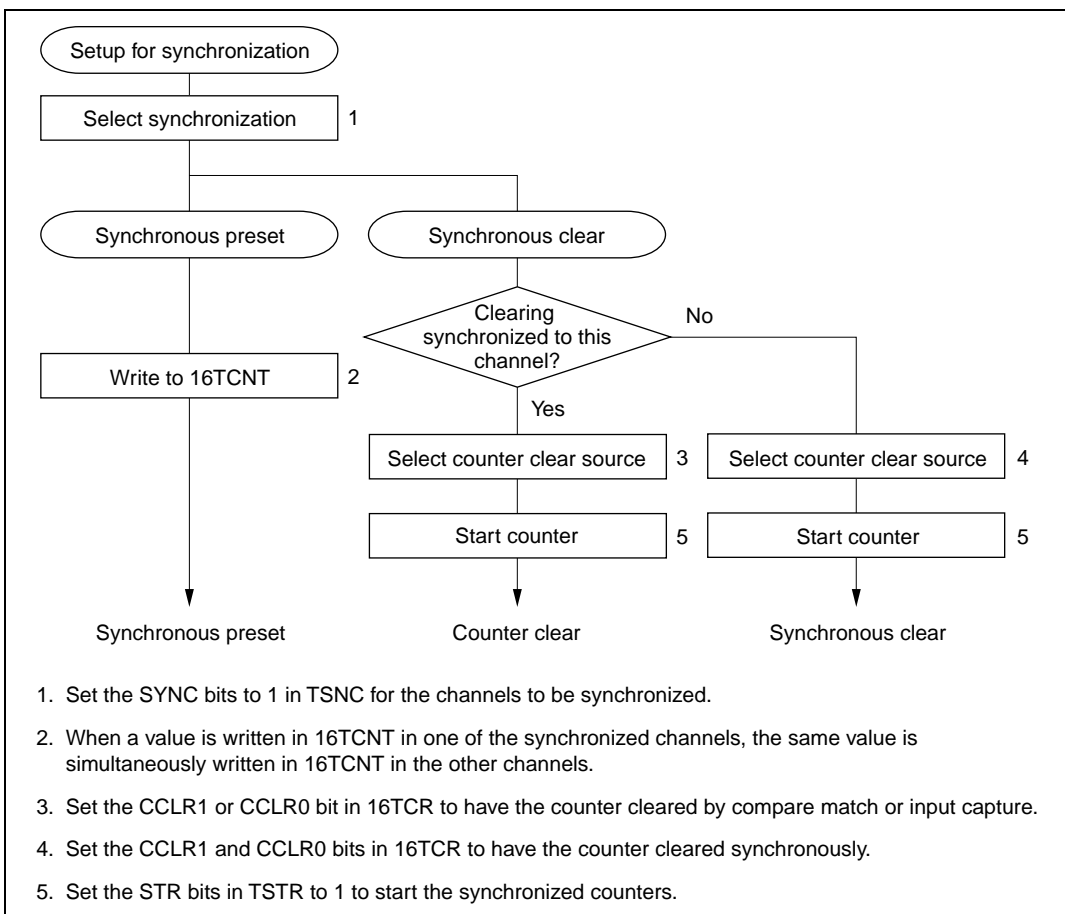 Setup for synchronization
Select synchronization 1
Synchronous preset Synchronous clear
Clearing
synchronized to this
channel?
No
Write to 16TCNT 2
Yes
Select counter clear source 3 Select counter clear source 4
Start counter 5 Start counter 5
Synchronous preset Counter clear Synchronous clear
1. Set the SYNC bits to 1 in TSNC for the channels to be synchronized.
2. When a value is written in 16TCNT in one of the synchronized channels, the same value is
simultaneously written in 16TCNT in the other channels.
3. Set the CCLR1 or CCLR0 bit in 16TCR to have the counter cleared by compare match or input capture.
4. Set the CCLR1 and CCLR0 bits in 16TCR to have the counter cleared synchronously.
5. Set the STR bits in TSTR to 1 to start the synchronized counters.